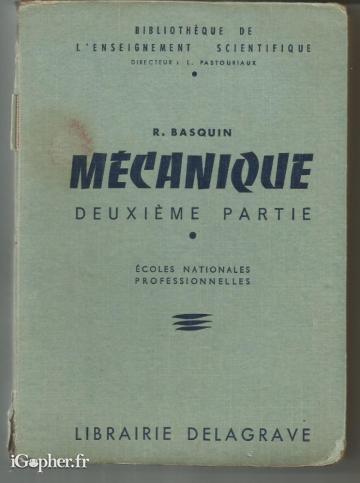 BIBLIOTHÈQUE DE
L'ENSEIGNEMENT SCIENTIFIQUE
DIRECTEUR : L. PASTOURIAUX
R. BASQUIN
MÉCANIQUE
DEUXIÈME PARTIE
ÉCOLES NATIONALES
PROFESSIONNELLES
LIBRAIRIE DELAGRAVE
iGopher.fr